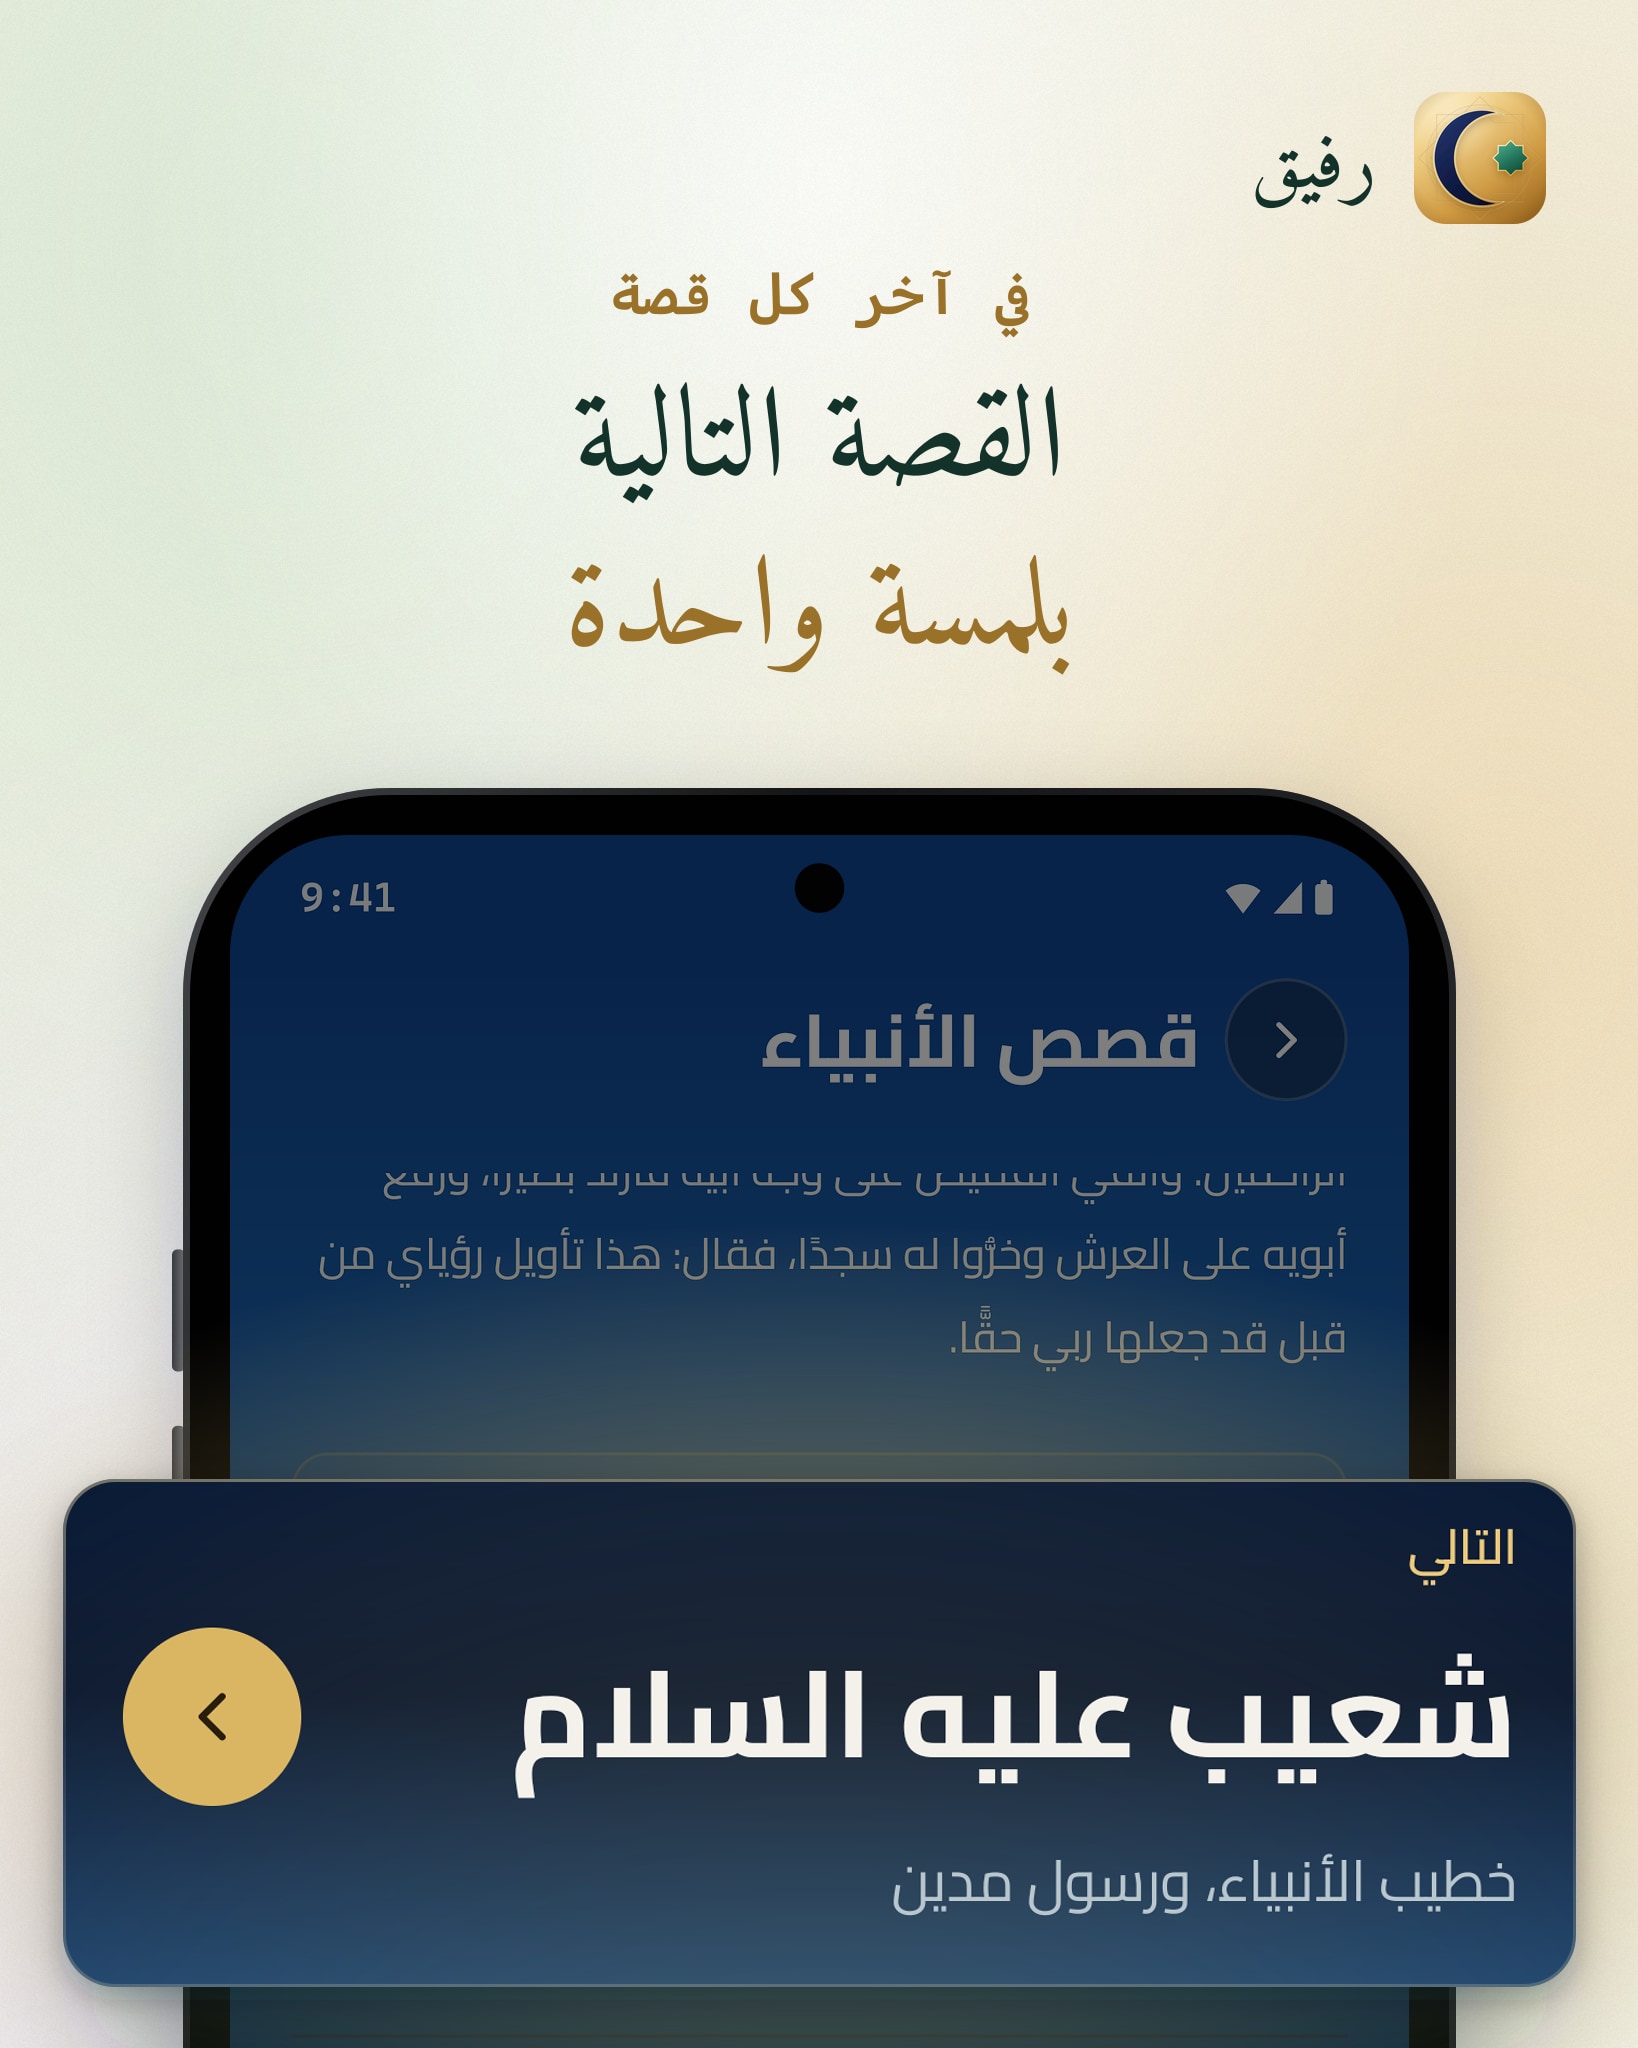 رفيق
في آخر كل قصة
القصة التالية
بلمسة واحدة
9:41
قصص الأنبياء
على
أبويه على العرش وخرُّوا له سجدًا، فقال: هذا تأويل رؤياي من
قبل قد جعلها ربي حقًّا.
التالي
شعيب عليه السلام
خطيب الأنبياء، ورسول مدين